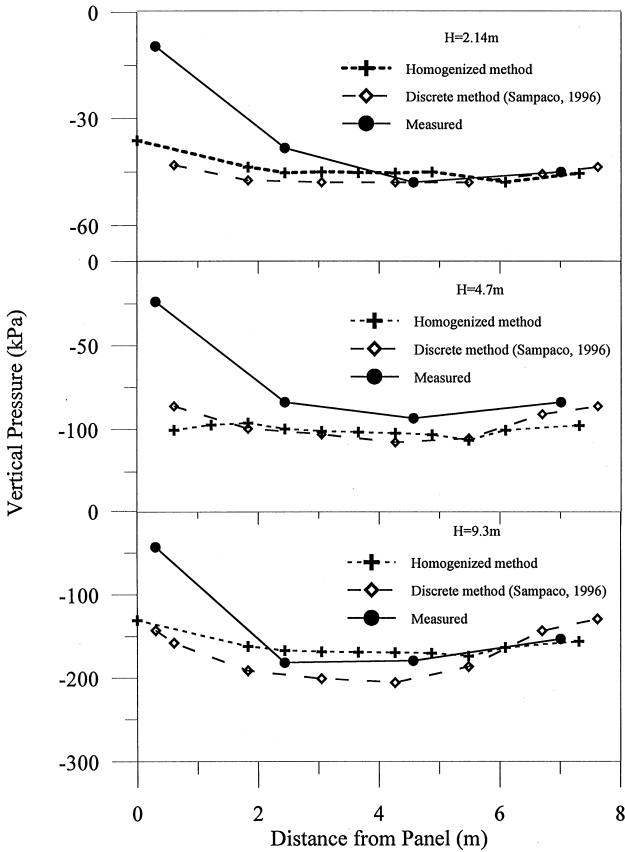 0
H=2.14m
Homogenized method
Discrete method (Sampaco, 1996)
Measured
-30
-60
0
H=4.7m
Homogenized method
Discrete method (Sampaco, 1996)
Measured
-50
-100
0
H=9.3m
Homogenized method
Discrete method (Sampaco, 1996)
Measured
-100
-200
-300
0 2 4 6 8
Distance from Panel (m)
Vertical Pressure (kPa)